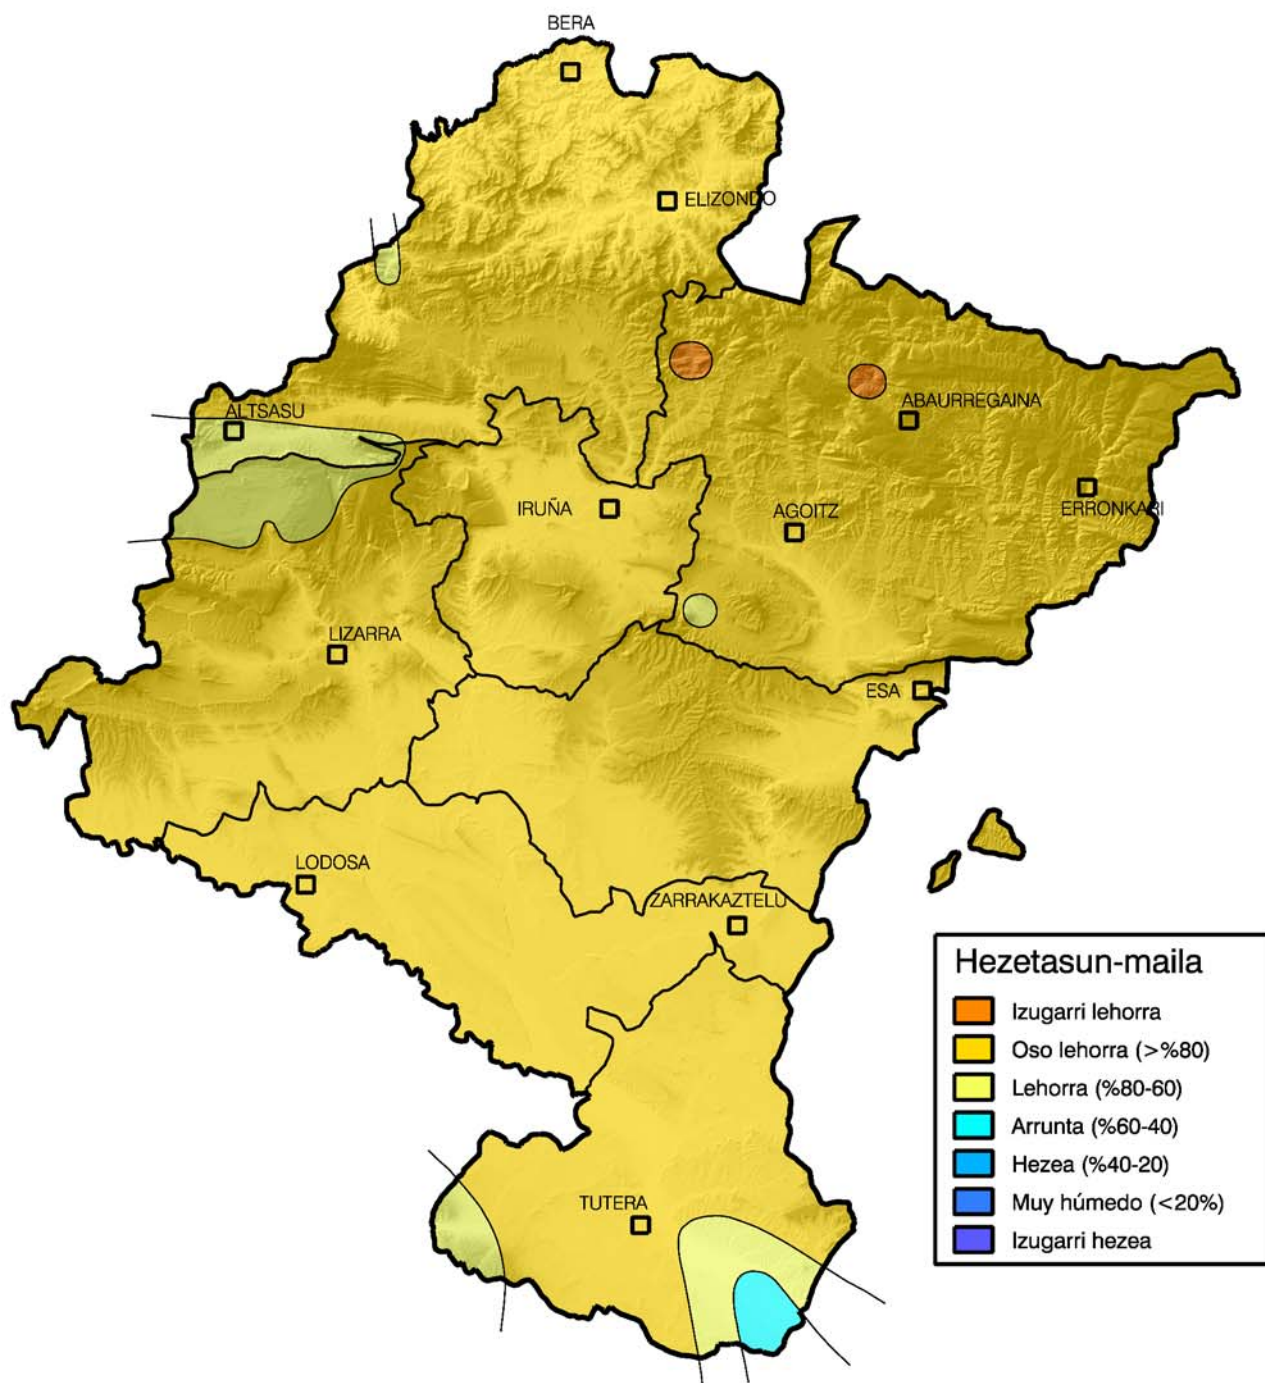 BERA
ELIZONDO
ALTSASU
ABAURREGAINA
IRUÑA
AGOITZ
ERRONKARI
LIZARRA
ESA
LODOSA
ZARRAKAZTELU
TUTERA
Hezetasun-maila
Izugarri lehorra
Oso lehorra (>%80)
Lehorra (%80-60)
Arrunta (%60-40)
Hezea (%40-20)
Muy húmedo (<20%)
Izugarri hezea